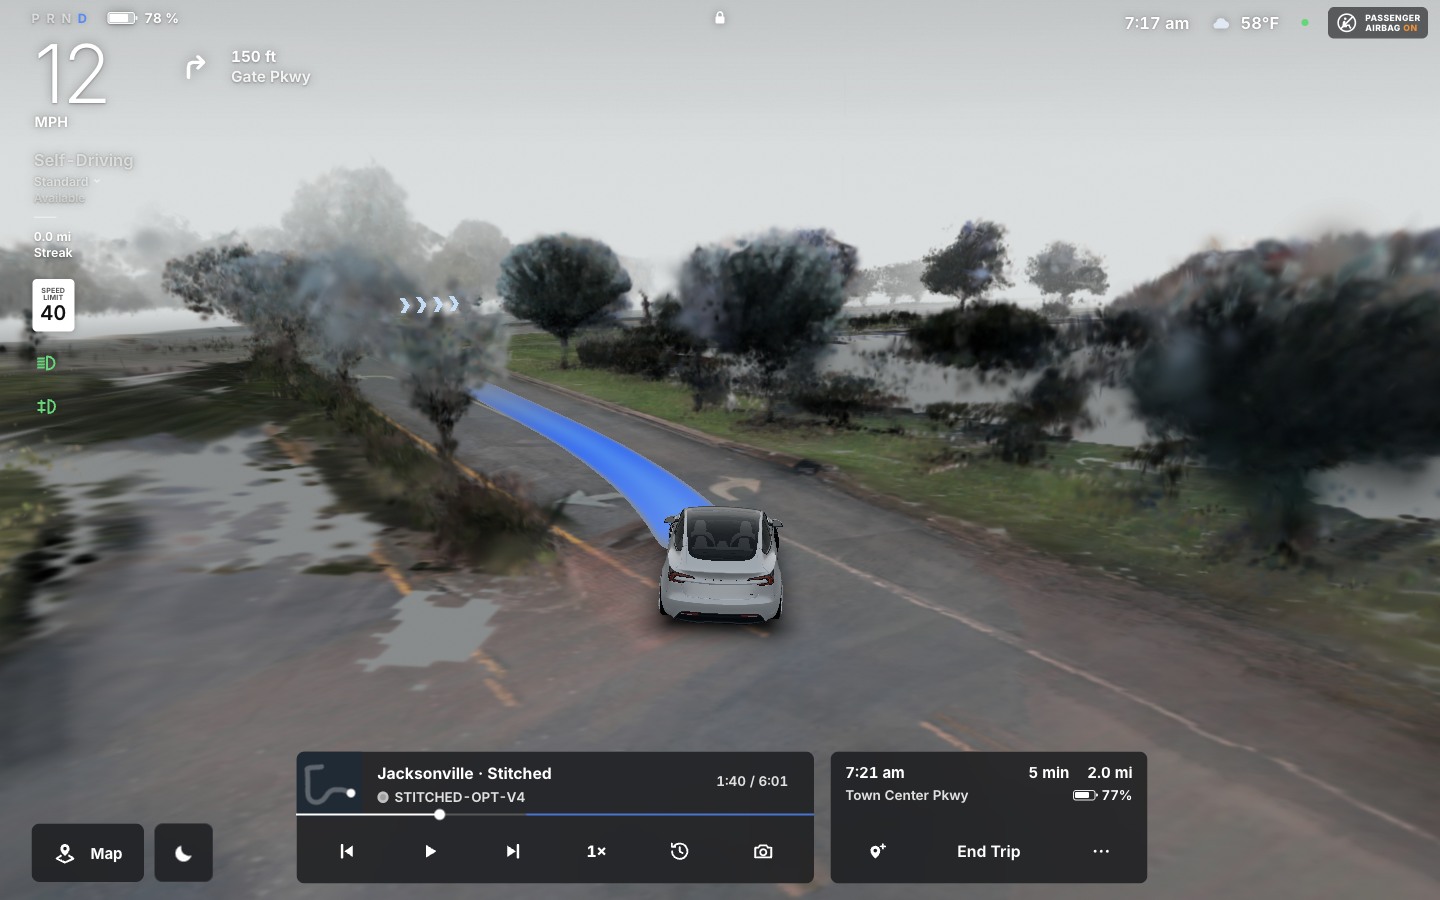 P R N D
78 %
7:17 am
58°F
PASSENGER
AIRBAG ON
12
MPH
150 ft
Gate Pkwy
Self-Driving
Standard
Available
0.0 mi
Streak
SPEED
LIMIT
40
Jacksonville · Stitched
STITCHED-OPT-V4
1:40 / 6:01
1×
7:21 am
5 min
2.0 mi
Town Center Pkwy
77%
End Trip
Map